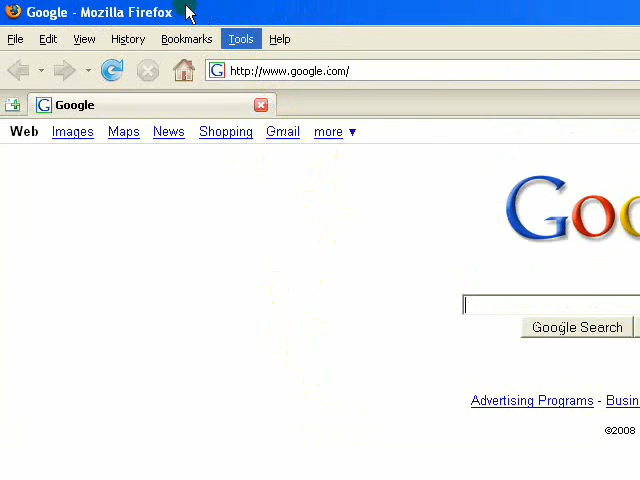 Google - Mozilla Firefox
File Edit View History Bookmarks Tools Help
G http://www.google.com/
G Google
Web Images Maps News Shopping Gmail more ▼
Goo
Google Search
Advertising Programs - Busin
©2008